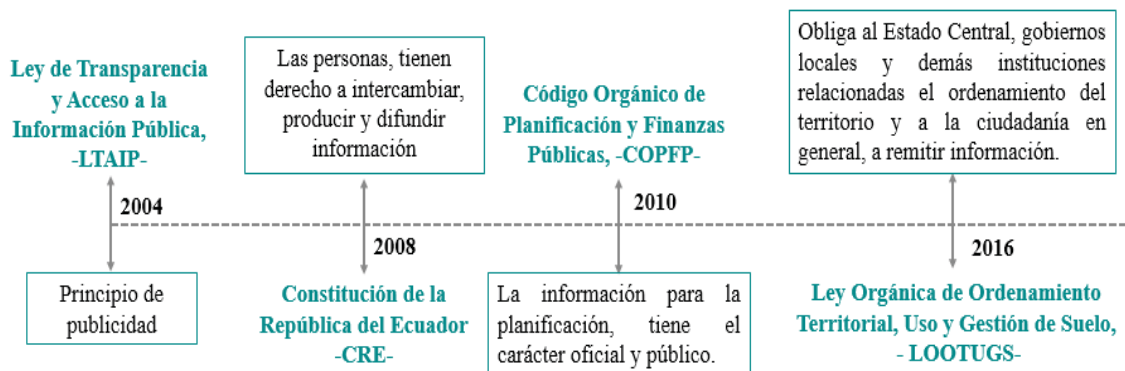 Ley de Transparencia
y Acceso a la
Información Pública,
-LTAIP-
2004
Principio de
publicidad
Las personas, tienen
derecho a intercambiar,
producir y difundir
información
2008
Constitución de la
República del Ecuador
-CRE-
Código Orgánico de
Planificación y Finanzas
Públicas, -COPFP-
2010
La información para la
planificación, tiene el
carácter oficial y público.
Obliga al Estado Central, gobiernos
locales y demás instituciones
relacionadas el ordenamiento del
territorio y a la ciudadanía en
general, a remitir información.
2016
Ley Orgánica de Ordenamiento
Territorial, Uso y Gestión de Suelo,
- LOOTUGS-